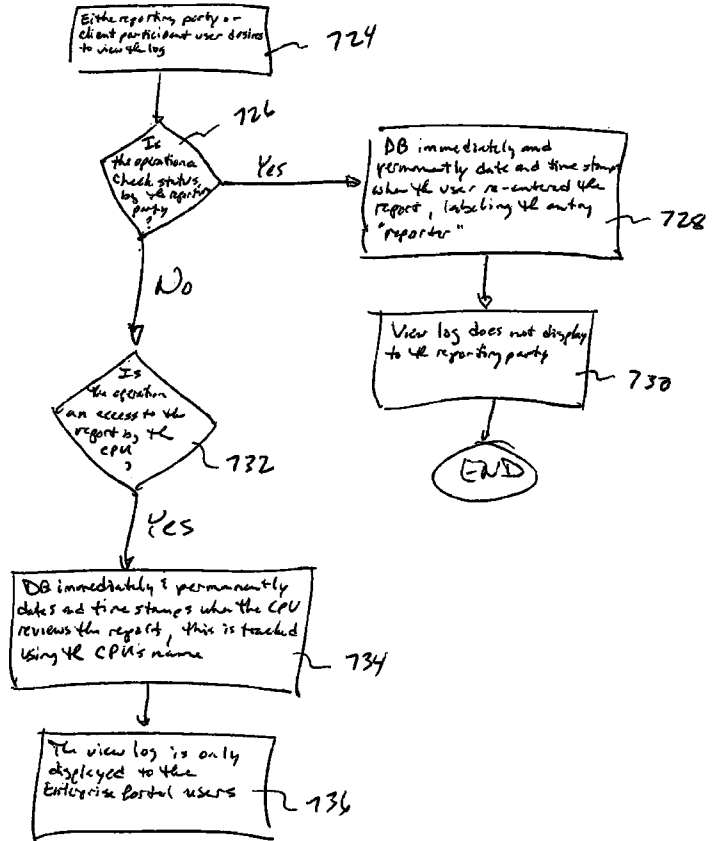 Eithe reporting party or
client participant user desires
to view the log
724
726
Is
the operation a
check status
by the reporting
party
?
Yes
DB immediately and
permanently date and time stamps
when the user re-entered the
report, labeling the entry
"reporter"
728
No
View log does not display
to the reporting party
730
END
Is
the operation
an access to the
report by the
CPU
?
732
Yes
DB immediately & permanently
dates and time stamps when the CPU
reviews the report, this is tracked
using the CPU's name
734
The view log is only
displayed to the
Enterprise Portal users
736